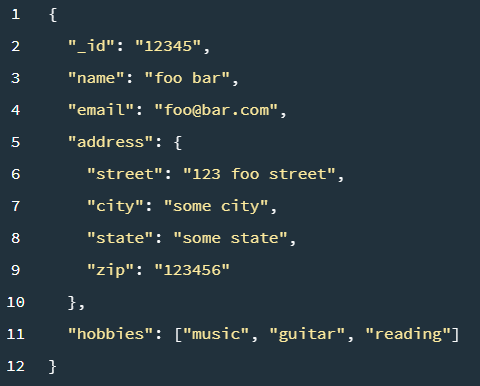 1 {
2 "_id": "12345",
3 "name": "foo bar",
4 "email": "foo@bar.com",
5 "address": {
6 "street": "123 foo street",
7 "city": "some city",
8 "state": "some state",
9 "zip": "123456"
10 },
11 "hobbies": ["music", "guitar", "reading"]
12 }